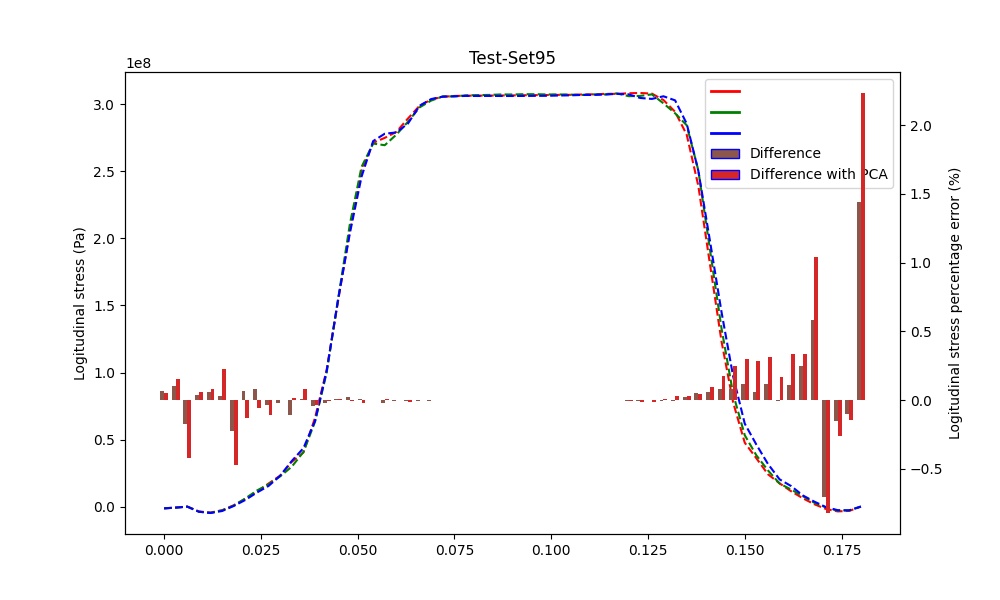 Test-Set95
1e8
3.0
2.5
2.0
1.5
1.0
0.5
0.0
Logitudinal stress (Pa)
Difference
Difference with PCA
2.0
1.5
1.0
0.5
0.0
−0.5
Logitudinal stress percentage error (%)
0.000 0.025 0.050 0.075 0.100 0.125 0.150 0.175